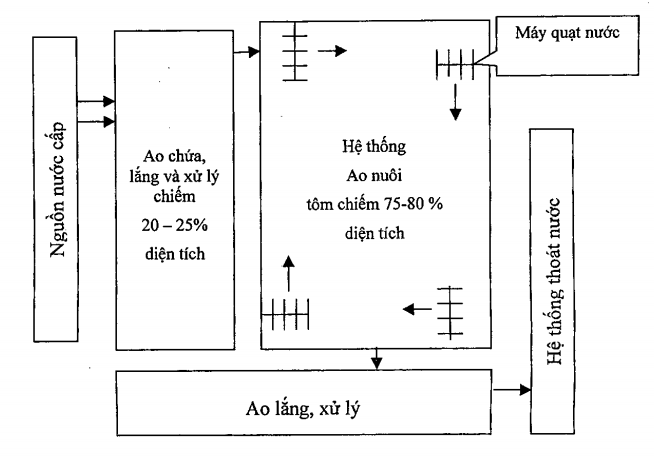 Nguồn nước cấp
Ao chứa,
lắng và xử lý
chiếm
20 – 25%
diện tích
Hệ thống
Ao nuôi
tôm chiếm 75-80 %
diện tích
Máy quạt nước
Hệ thống thoát nước
Ao lắng, xử lý